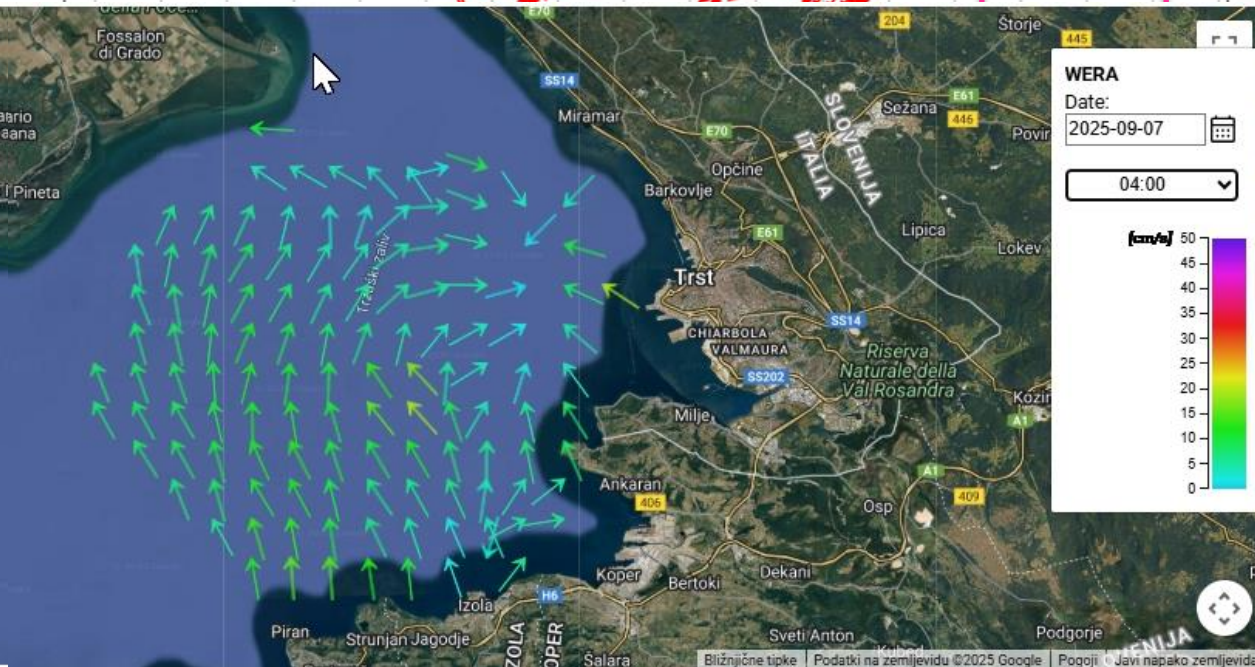 della Foce...
Fossalon
di Grado
Pineta
E70
204
Štorje
445
SS14
Miramar
E70
Sežana
E61
446
Povir
SLOVENIJA
ITALIA
Opčine
Barkovlje
E61
Lipica
Lokev
Tržaški zaliv
Trst
SS14
CHIARBOLA
VALMAURA
SS202
Riserva
Naturale della
Val Rosandra
Milje
A1
Ankaran
406
A1
409
Osp
Koper
Bertoki
Dekani
Izola
H6
Piran
Strunjan
Jagodje
Šalara
Sveti Anton
Kubed
Podgorje
Bližnjične tipke
Podatki na zemljevidu ©2025 Google
Pogoji
WERA
Date:
2025-09-07
04:00
[cm/s]
50
45
40
35
30
25
20
15
10
5
0